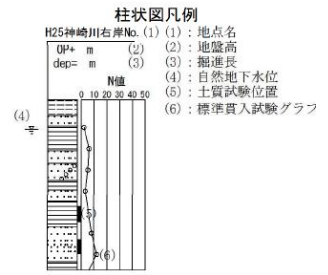 柱状図凡例
H25神崎川右岸No. (1)
OP+ m (2)
dep= m (3)
N値
0 10 20 30 40 50
(4)
(5)
(6)
(1)：地点名
(2)：地盤高
(3)：掘進長
(4)：自然地下水位
(5)：土質試験位置
(6)：標準貫入試験グラフ